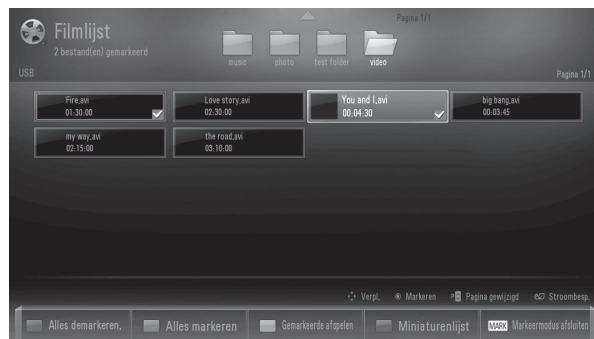 Filmlijst
Pagina 1/1
2 bestand(en) gemarkeerd
music photo test folder video
USB
Pagina 1/1
Fire,avi
01:30:00
Love story,avi
02:30:00
You and I,avi
00:04:30
big bang,avi
00:03:45
my way,avi
02:15:00
the road,avi
03:10:00
Verpl. Markeren P Pagina gewijzigd Stroombesp.
Alles demarkeren. Alles markeren Gemarkeerde afspelen Miniaturenlijst MARK Markeermodus afsluiten